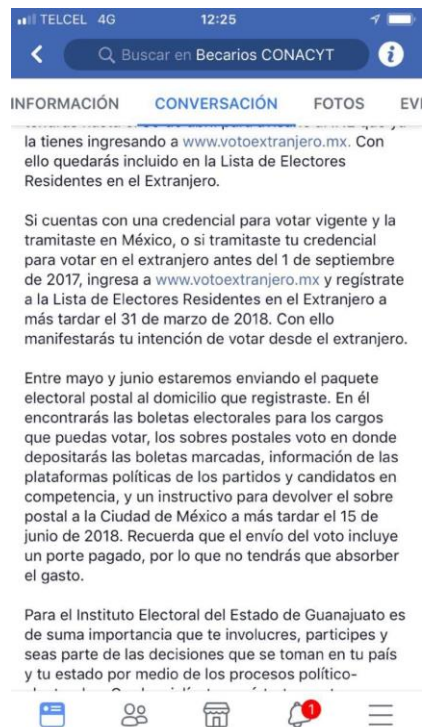 TELCEL 4G 12:25
Buscar en Becarios CONACYT
INFORMACIÓN CONVERSACIÓN FOTOS EVE
la tienes ingresando a www.votoextranjero.mx. Con
ello quedarás incluido en la Lista de Electores
Residentes en el Extranjero.
Si cuentas con una credencial para votar vigente y la
tramitaste en México, o si tramitaste tu credencial
para votar en el extranjero antes del 1 de septiembre
de 2017, ingresa a www.votoextranjero.mx y regístrate
a la Lista de Electores Residentes en el Extranjero a
más tardar el 31 de marzo de 2018. Con ello
manifestarás tu intención de votar desde el extranjero.
Entre mayo y junio estaremos enviando el paquete
electoral postal al domicilio que registraste. En él
encontrarás las boletas electorales para los cargos
que puedas votar, los sobres postales voto en donde
depositarás las boletas marcadas, información de las
plataformas políticas de los partidos y candidatos en
competencia, y un instructivo para devolver el sobre
postal a la Ciudad de México a más tardar el 15 de
junio de 2018. Recuerda que el envío del voto incluye
un porte pagado, por lo que no tendrás que absorber
el gasto.
Para el Instituto Electoral del Estado de Guanajuato es
de suma importancia que te involucres, participes y
seas parte de las decisiones que se toman en tu país
y tu estado por medio de los procesos político-
1